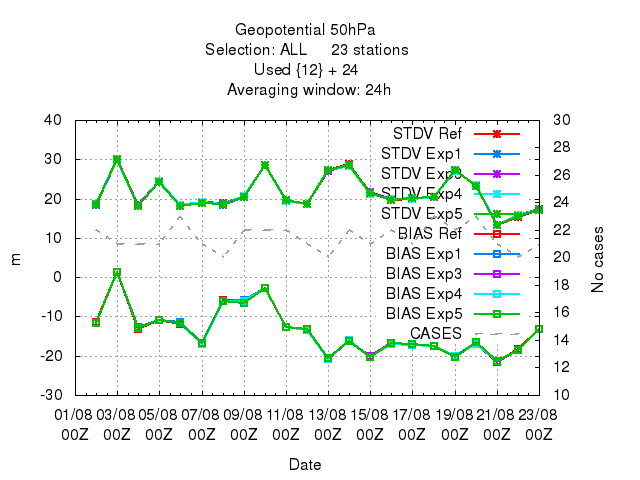 Geopotential 50hPa
Selection: ALL 23 stations
Used {12} + 24
Averaging window: 24h
40 30
30 28
20 26
10 24
0 22
-10 20
-20 18
-30 16
14
12
10
m
No cases
STDV Ref
STDV Exp1
STDV Exp3
STDV Exp4
STDV Exp5
BIAS Ref
BIAS Exp1
BIAS Exp3
BIAS Exp4
BIAS Exp5
CASES
01/08 03/08 05/08 07/08 09/08 11/08 13/08 15/08 17/08 19/08 21/08 23/08
00Z 00Z 00Z 00Z 00Z 00Z 00Z 00Z 00Z 00Z 00Z 00Z
Date